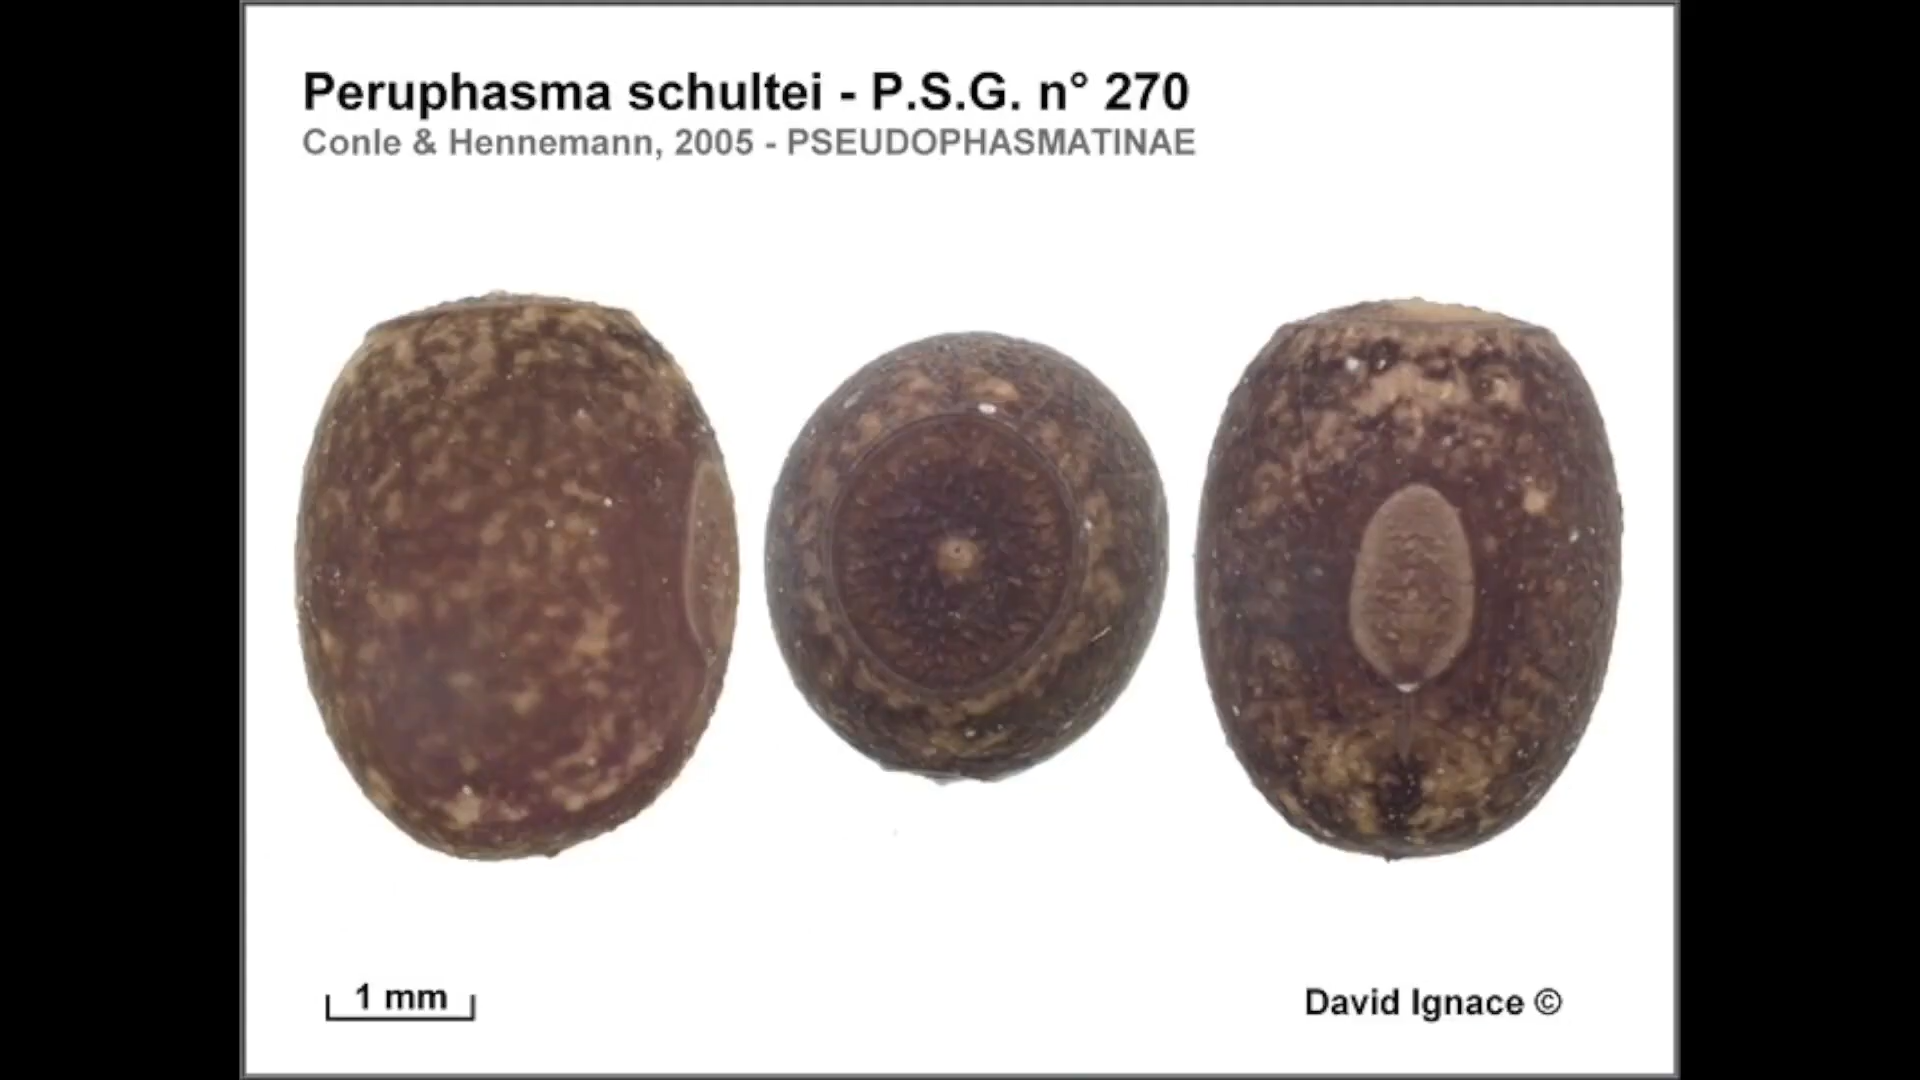 Peruphasma schultei - P.S.G. n° 270
Conle & Hennemann, 2005 - PSEUDOPHASMATINAE
1 mm
David Ignace ©